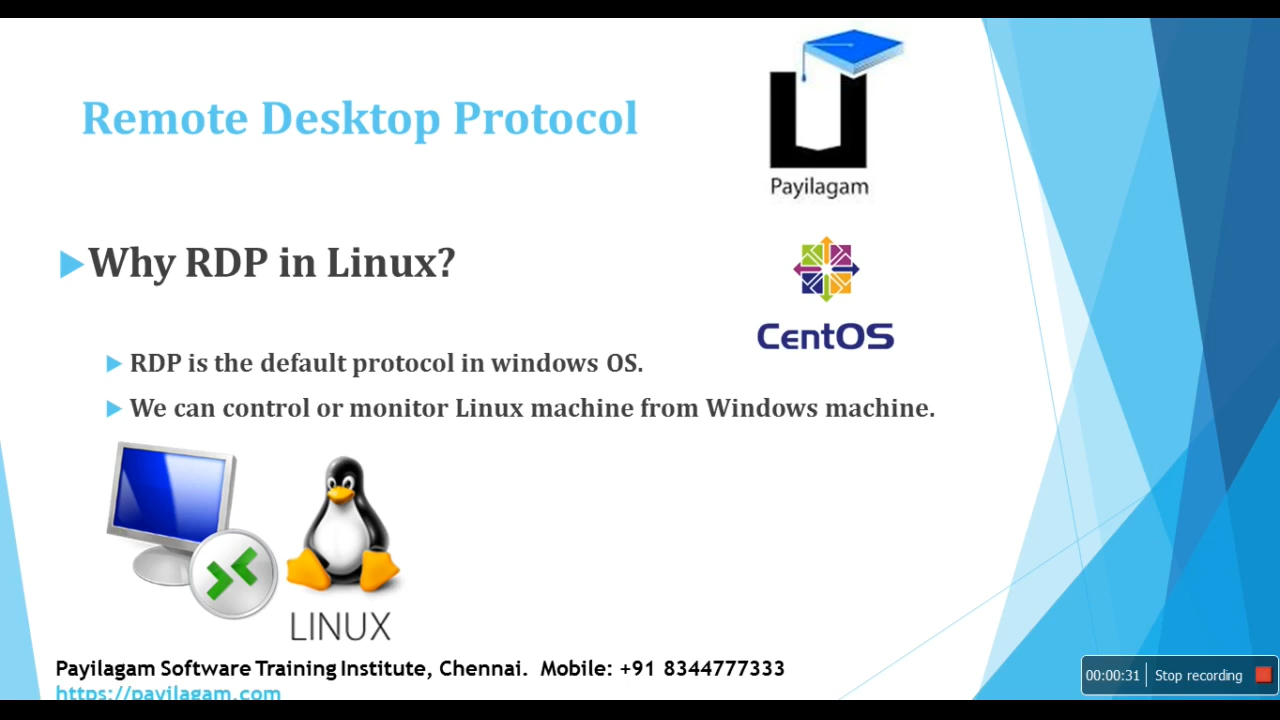 Remote Desktop Protocol
Payilagam
Why RDP in Linux?
CentOS
RDP is the default protocol in windows OS.
We can control or monitor Linux machine from Windows machine.
LINUX
Payilagam Software Training Institute, Chennai. Mobile: +91 8344777333
https://payilagam.com
00:00:31 Stop recording